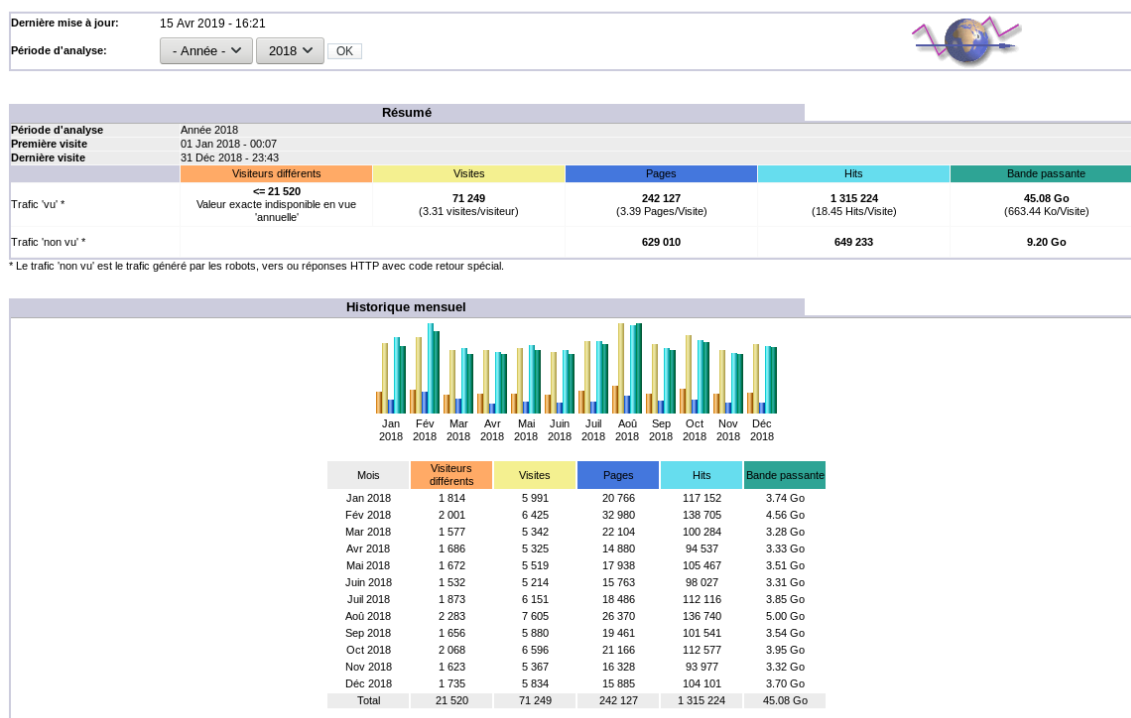 Dernière mise à jour: 15 Avr 2019 - 16:21
Période d'analyse: - Année - 2018 OK
Résumé
Période d'analyse Année 2018
Première visite 01 Jan 2018 - 00:07
Dernière visite 31 Déc 2018 - 23:43
Visiteurs différents Visites Pages Hits Bande passante
Trafic 'vu' * <= 21 520
Valeur exacte indisponible en vue
'annuelle' 71 249
(3.31 visites/visiteur) 242 127
(3.39 Pages/Visite) 1 315 224
(18.45 Hits/Visite) 45.08 Go
(663.44 Ko/Visite)
Trafic 'non vu' * 629 010 649 233 9.20 Go
* Le trafic 'non vu' est le trafic généré par les robots, vers ou réponses HTTP avec code retour spécial.
Historique mensuel
Jan Fév Mar Avr Mai Juin Juil Aoû Sep Oct Nov Déc
2018 2018 2018 2018 2018 2018 2018 2018 2018 2018 2018 2018
Mois Visiteurs différents Visites Pages Hits Bande passante
Jan 2018 1 814 5 991 20 766 117 152 3.74 Go
Fév 2018 2 001 6 425 32 980 138 705 4.56 Go
Mar 2018 1 577 5 342 22 104 100 284 3.28 Go
Avr 2018 1 686 5 325 14 880 94 537 3.33 Go
Mai 2018 1 672 5 519 17 938 105 467 3.51 Go
Juin 2018 1 532 5 214 15 763 98 027 3.31 Go
Juil 2018 1 873 6 151 18 486 112 116 3.85 Go
Aoû 2018 2 283 7 605 26 370 136 740 5.00 Go
Sep 2018 1 656 5 880 19 461 101 541 3.54 Go
Oct 2018 2 068 6 596 21 166 112 577 3.95 Go
Nov 2018 1 623 5 367 16 328 93 977 3.32 Go
Déc 2018 1 735 5 834 15 885 104 101 3.70 Go
Total 21 520 71 249 242 127 1 315 224 45.08 Go